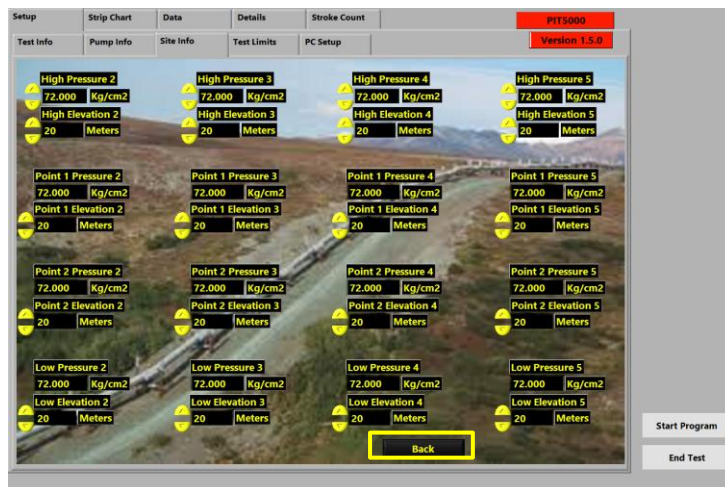 Setup Strip Chart Data Details Stroke Count PIT5000
Test Info Pump Info Site Info Test Limits PC Setup Version 1.5.0
High Pressure 2 High Pressure 3 High Pressure 4 High Pressure 5
72.000 Kg/cm2 72.000 Kg/cm2 72.000 Kg/cm2 72.000 Kg/cm2
High Elevation 2 High Elevation 3 High Elevation 4 High Elevation 5
20 Meters 20 Meters 20 Meters 20 Meters
Point 1 Pressure 2 Point 1 Pressure 3 Point 1 Pressure 4 Point 1 Pressure 5
72.000 Kg/cm2 72.000 Kg/cm2 72.000 Kg/cm2 72.000 Kg/cm2
Point 1 Elevation 2 Point 1 Elevation 3 Point 1 Elevation 4 Point 1 Elevation 5
20 Meters 20 Meters 20 Meters 20 Meters
Point 2 Pressure 2 Point 2 Pressure 3 Point 2 Pressure 4 Point 2 Pressure 5
72.000 Kg/cm2 72.000 Kg/cm2 72.000 Kg/cm2 72.000 Kg/cm2
Point 2 Elevation 2 Point 2 Elevation 3 Point 2 Elevation 4 Point 2 Elevation 5
20 Meters 20 Meters 20 Meters 20 Meters
Low Pressure 2 Low Pressure 3 Low Pressure 4 Low Pressure 5
72.000 Kg/cm2 72.000 Kg/cm2 72.000 Kg/cm2 72.000 Kg/cm2
Low Elevation 2 Low Elevation 3 Low Elevation 4 Low Elevation 5
20 Meters 20 Meters 20 Meters 20 Meters
Start Program
Back
End Test